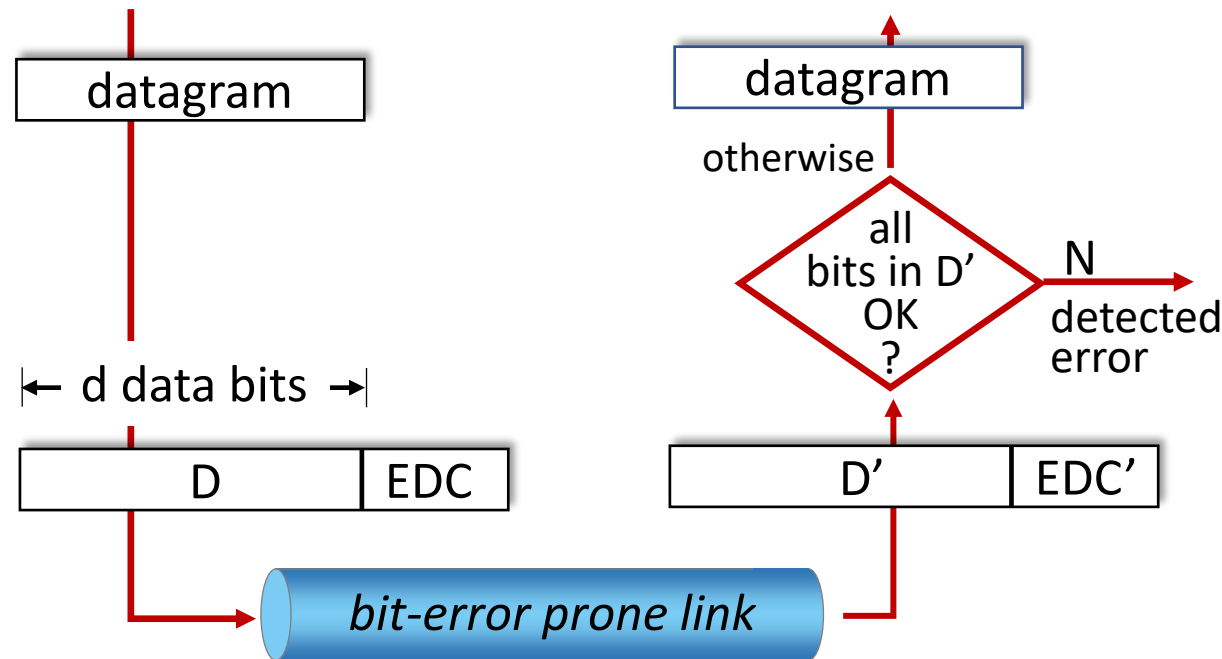 datagram
d data bits
D
EDC
bit-error prone link
datagram
otherwise
all
bits in D’
OK
?
N
detected
error
D’
EDC’